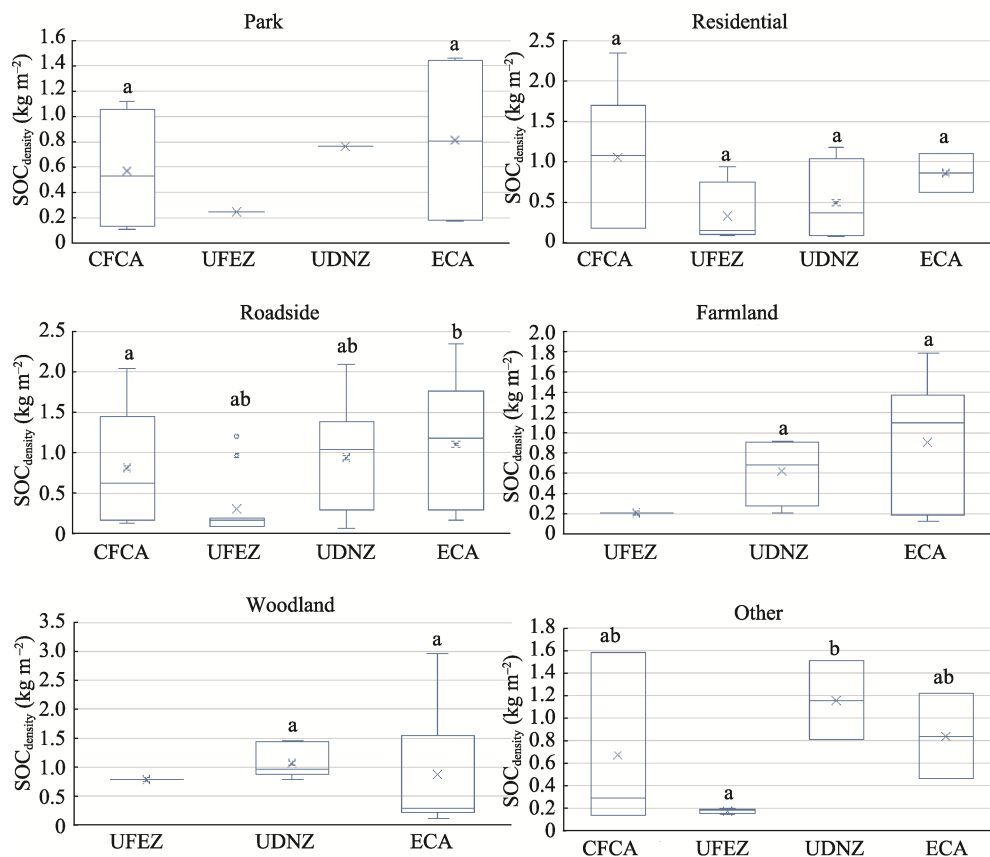 Park
SOCdensity (kg m−2)
1.6
1.4
1.2
1.0
0.8
0.6
0.4
0.2
0
a
a
CFCA UFEZ UDNZ ECA
Residential
SOCdensity (kg m−2)
2.5
2.0
1.5
1.0
0.5
0
a
a
a
a
CFCA UFEZ UDNZ ECA
Roadside
SOCdensity (kg m−2)
2.5
2.0
1.5
1.0
0.5
0
a
ab
ab
b
CFCA UFEZ UDNZ ECA
Farmland
SOCdensity (kg m−2)
2.0
1.8
1.6
1.4
1.2
1.0
0.8
0.6
0.4
0.2
0
a
a
UFEZ UDNZ ECA
Woodland
SOCdensity (kg m−2)
3.5
3.0
2.5
2.0
1.5
1.0
0.5
0
a
a
UFEZ UDNZ ECA
Other
SOCdensity (kg m−2)
1.8
1.6
1.4
1.2
1.0
0.8
0.6
0.4
0.2
0
ab
a
b
ab
CFCA UFEZ UDNZ ECA